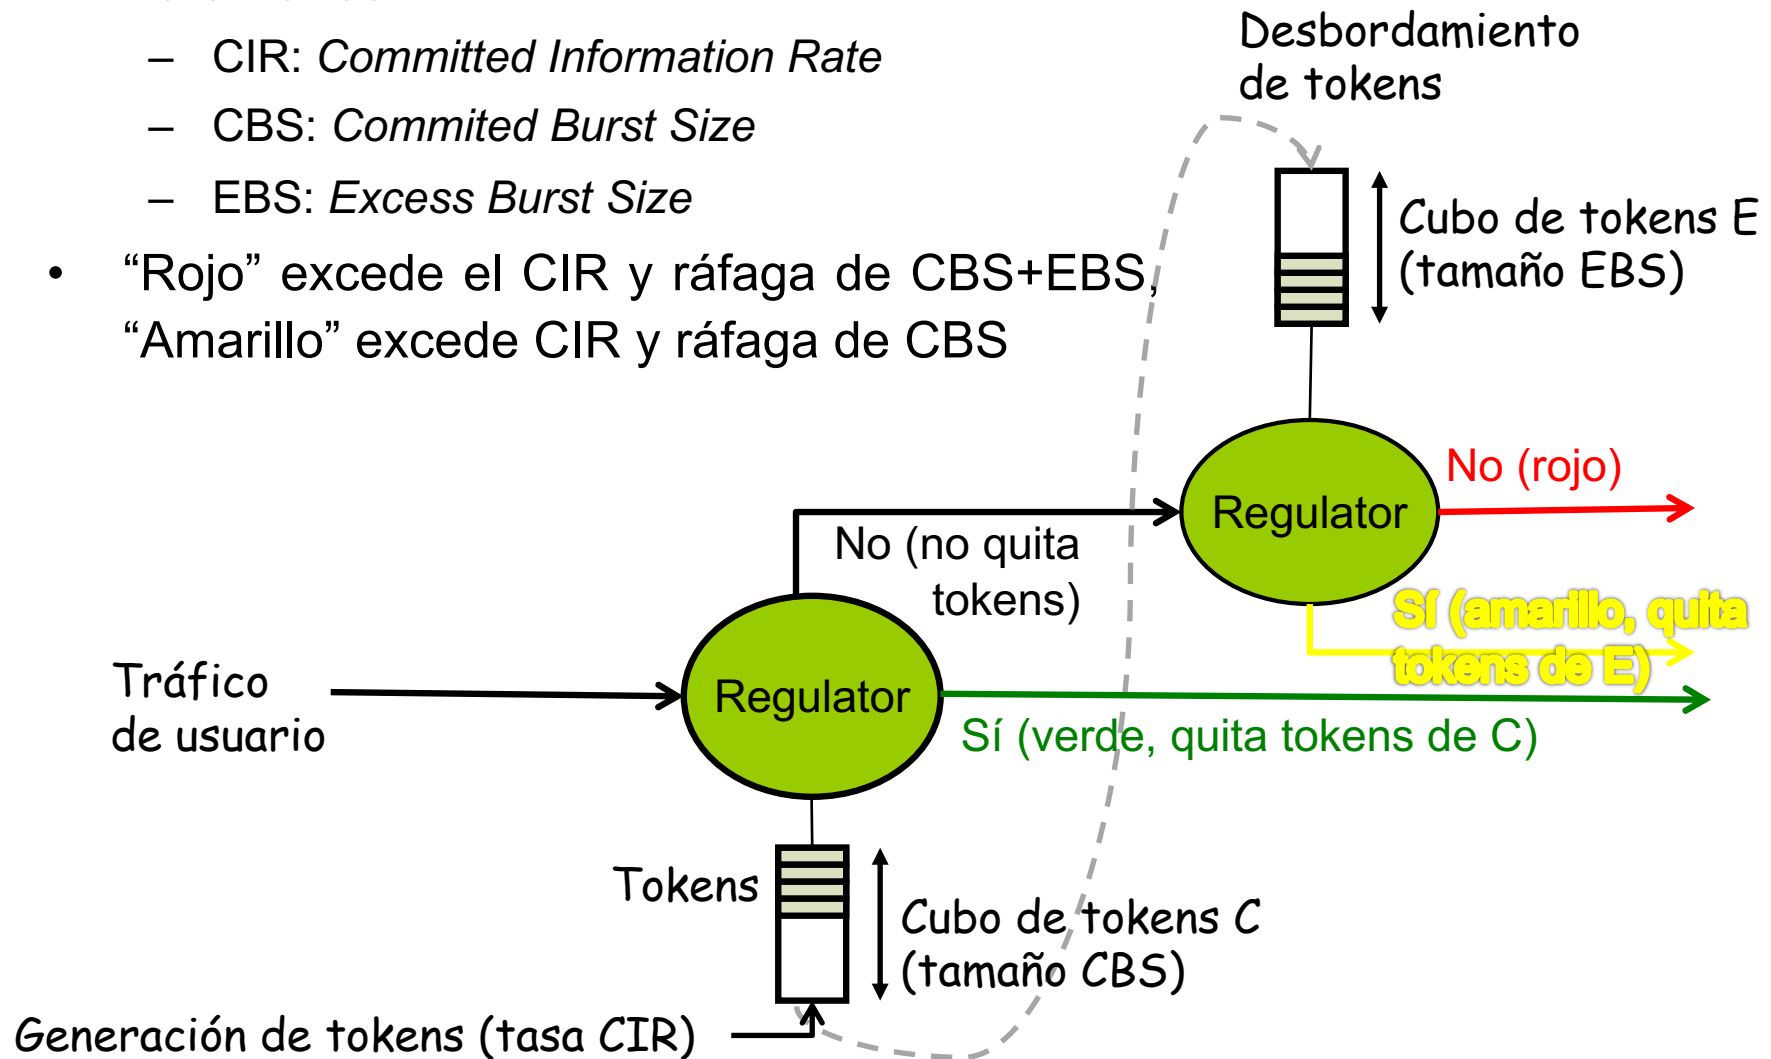 – CIR: Committed Information Rate
– CBS: Commited Burst Size
– EBS: Excess Burst Size
• “Rojo” excede el CIR y ráfaga de CBS+EBS,
“Amarillo” excede CIR y ráfaga de CBS
Desbordamiento
de tokens
Cubo de tokens E
(tamaño EBS)
Regulator
No (rojo)
Sí (amarillo, quita
tokens de E)
No (no quita
tokens)
Tráfico
de usuario
Regulator
Sí (verde, quita tokens de C)
Tokens
Cubo de tokens C
(tamaño CBS)
Generación de tokens (tasa CIR)